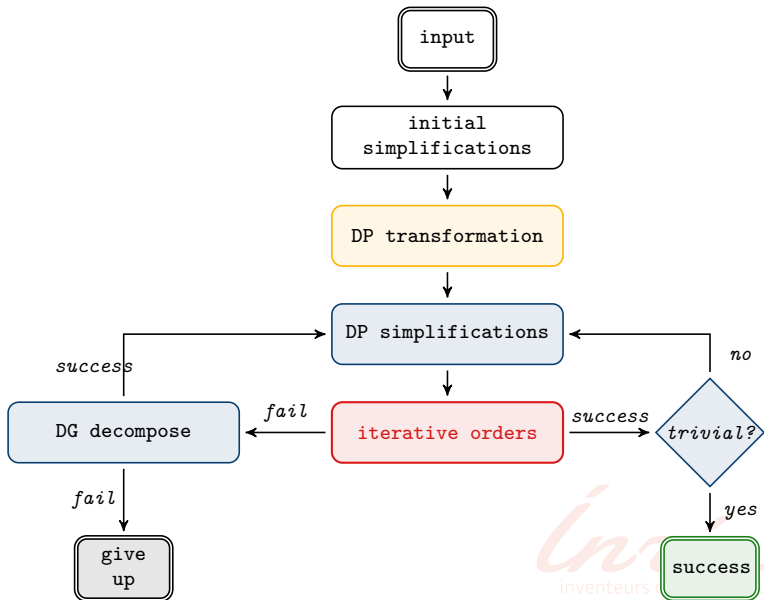 input
initial
simplifications
DP transformation
DP simplifications
success
no
DG decompose
fail
iterative orders
success
trivial?
fail
yes
give
up
success
inventeurs